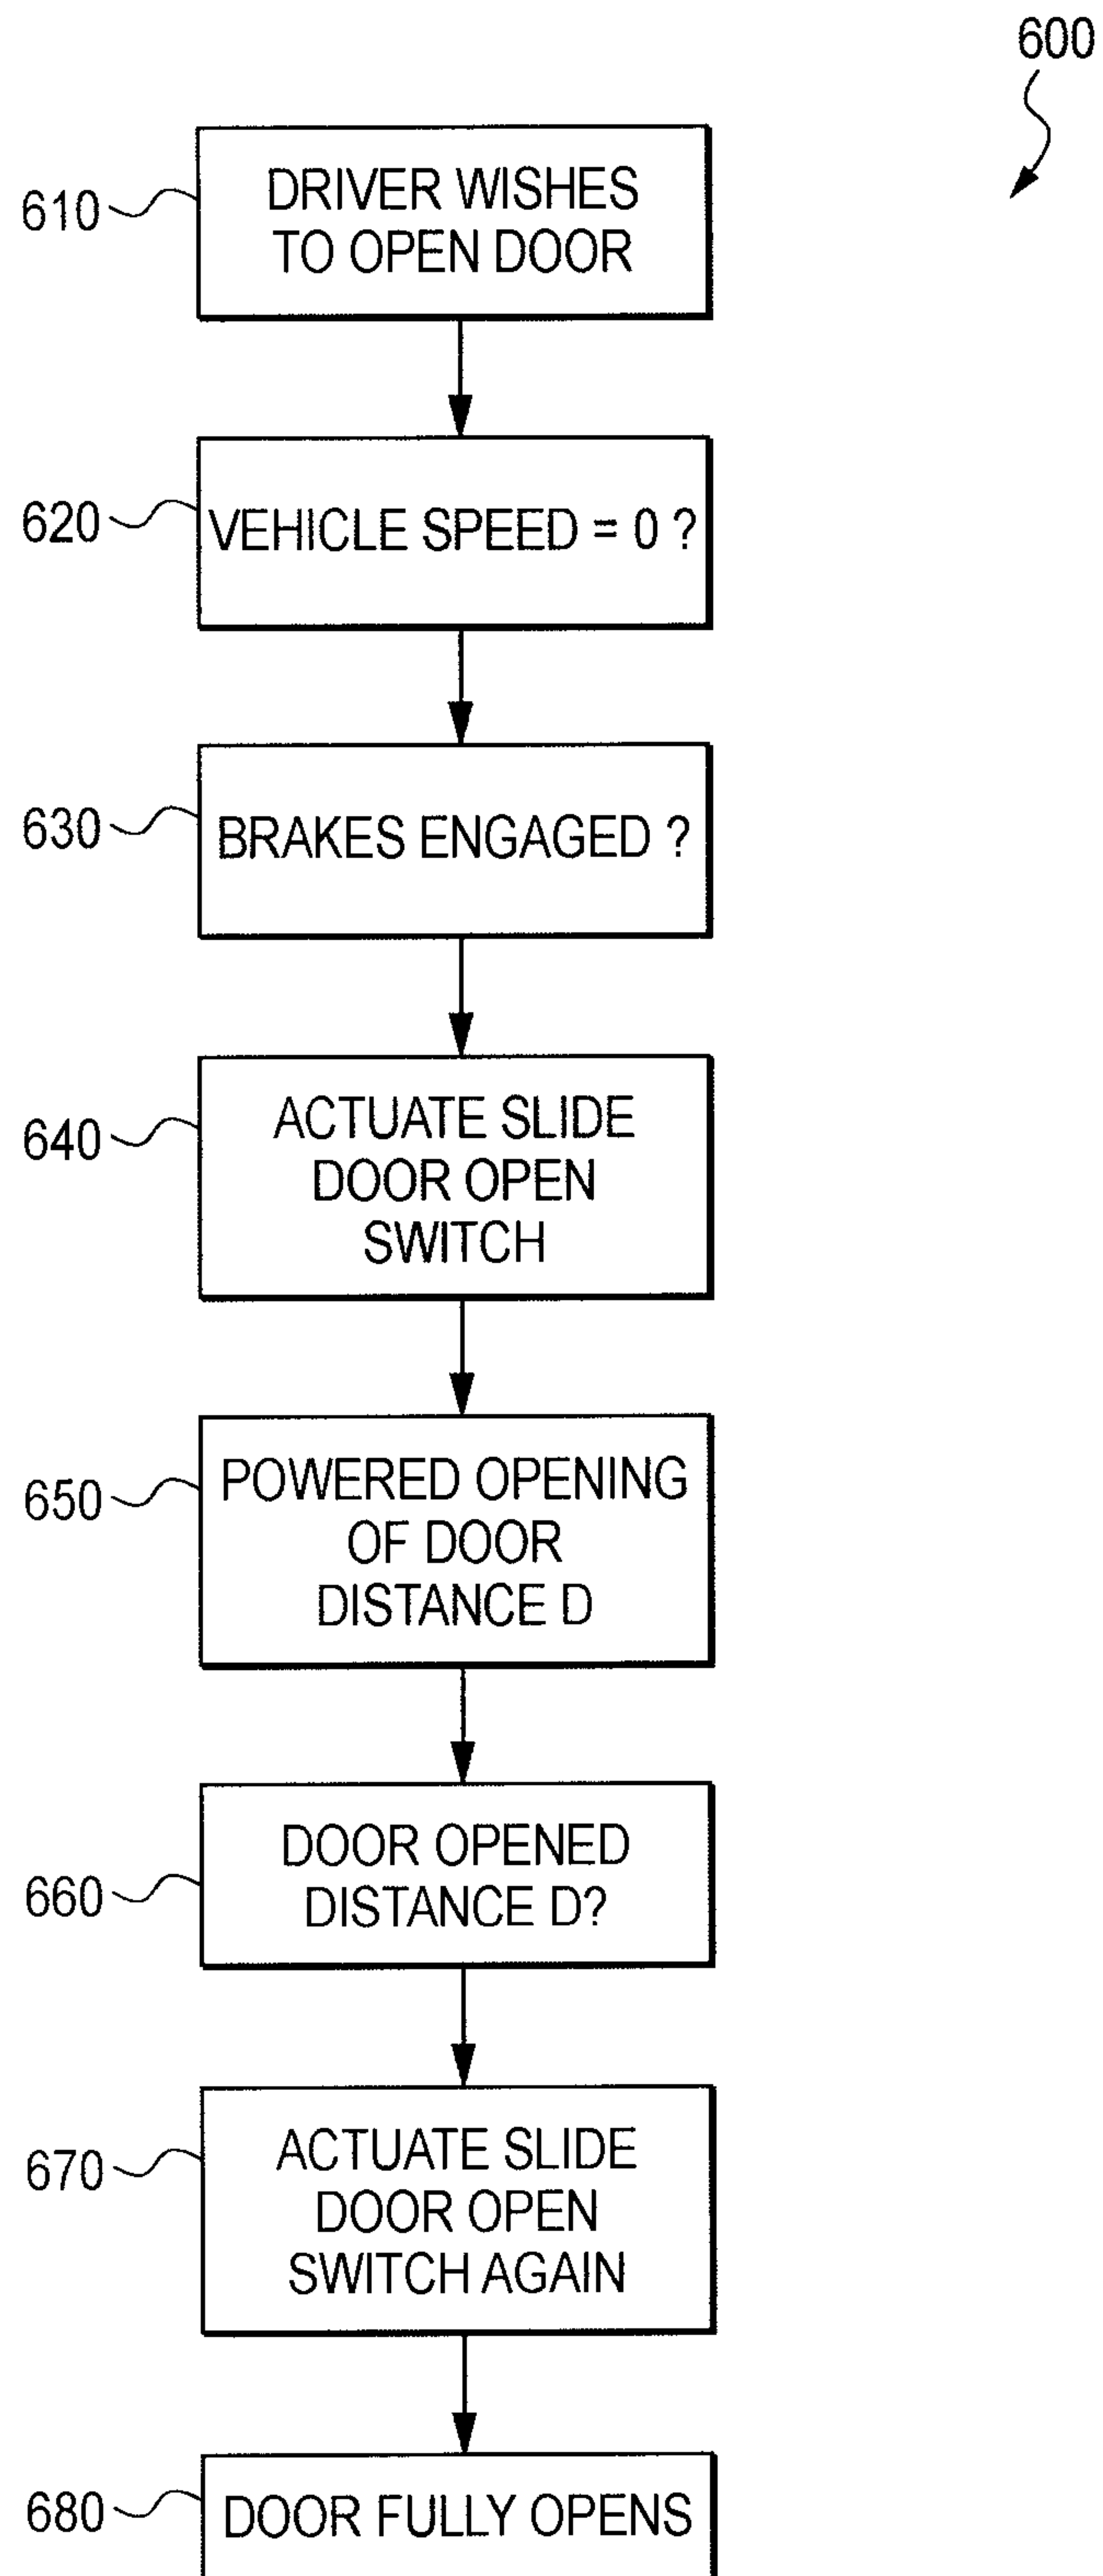 600
610
DRIVER WISHES
TO OPEN DOOR
620
VEHICLE SPEED = 0 ?
630
BRAKES ENGAGED ?
640
ACTUATE SLIDE
DOOR OPEN
SWITCH
650
POWERED OPENING
OF DOOR
DISTANCE D
660
DOOR OPENED
DISTANCE D?
670
ACTUATE SLIDE
DOOR OPEN
SWITCH AGAIN
680
DOOR FULLY OPENS